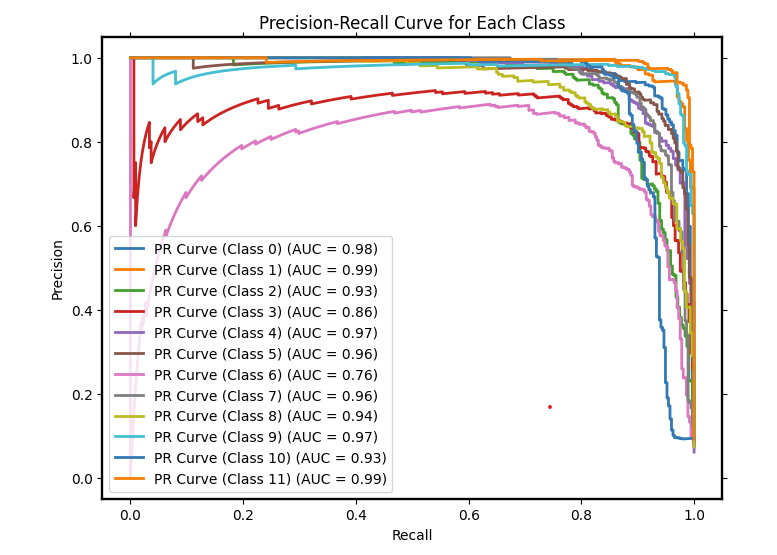 Precision-Recall Curve for Each Class
1.0
0.8
0.6
0.4
0.2
0.0
Precision
PR Curve (Class 0) (AUC = 0.98)
PR Curve (Class 1) (AUC = 0.99)
PR Curve (Class 2) (AUC = 0.93)
PR Curve (Class 3) (AUC = 0.86)
PR Curve (Class 4) (AUC = 0.97)
PR Curve (Class 5) (AUC = 0.96)
PR Curve (Class 6) (AUC = 0.76)
PR Curve (Class 7) (AUC = 0.96)
PR Curve (Class 8) (AUC = 0.94)
PR Curve (Class 9) (AUC = 0.97)
PR Curve (Class 10) (AUC = 0.93)
PR Curve (Class 11) (AUC = 0.99)
0.0 0.2 0.4 0.6 0.8 1.0
Recall